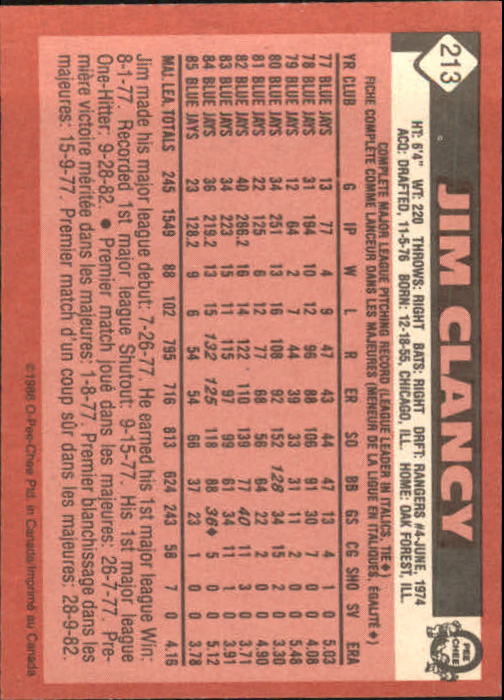 213
JIM CLANCY
O PEE CHEE
HT: 6'4" WT: 220 THROWS: RIGHT BATS: RIGHT DRFT: RANGERS #4-JUNE, 1974
ACQ: DRAFTED, 11-5-76 BORN: 12-18-55, CHICAGO, ILL. HOME: OAK FOREST, ILL.
COMPLETE MAJOR LEAGUE PITCHING RECORD (LEAGUE LEADER IN ITALICS, TIE ♦)
FICHE COMPLÈTE COMME LANCEUR DANS LES MAJEURES (MENEUR DE LA LIGUE EN ITALIQUES, ÉGALITÉ ♦)
YR CLUB G IP W L R ER SO BB GS CG SHO SV ERA
77 BLUE JAYS 13 77 4 9 47 43 44 47 13 4 1 0 5.03
78 BLUE JAYS 31 194 10 12 96 88 106 91 30 7 0 0 4.08
79 BLUE JAYS 12 64 2 7 44 39 33 31 11 2 0 0 5.48
80 BLUE JAYS 34 251 13 16 108 92 152 128 34 15 2 0 3.30
81 BLUE JAYS 22 125 6 12 77 68 56 64 22 2 0 0 4.90
82 BLUE JAYS 40 266.2 16 14 122 110 139 77 40 11 3 0 3.71
83 BLUE JAYS 34 223 15 11 115 97 99 63 34 11 1 0 3.91
84 BLUE JAYS 36 219.2 13 15 132 125 118 88 36♦ 5 0 0 5.12
85 BLUE JAYS 23 128.2 9 6 54 54 66 37 23 1 0 0 3.78
MAJ. LEA. TOTALS 245 1549 88 102 795 716 813 624 243 58 7 0 4.16
Jim made his major league debut: 7-26-77. He earned his 1st major league Win:
8-1-77. Recorded 1st major league Shutout: 9-15-77. His 1st major league
One-Hitter: 9-28-82. ● Premier match joué dans les majeures: 26-7-77. Pre-
mière victoire méritée dans les majeures: 1-8-77. Premier blanchissage dans les
majeures: 15-9-77. Premier match d'un coup sûr dans les majeures: 28-9-82.
©1986 O-Pee-Chee Ptd. in Canada/Imprimé au Canada